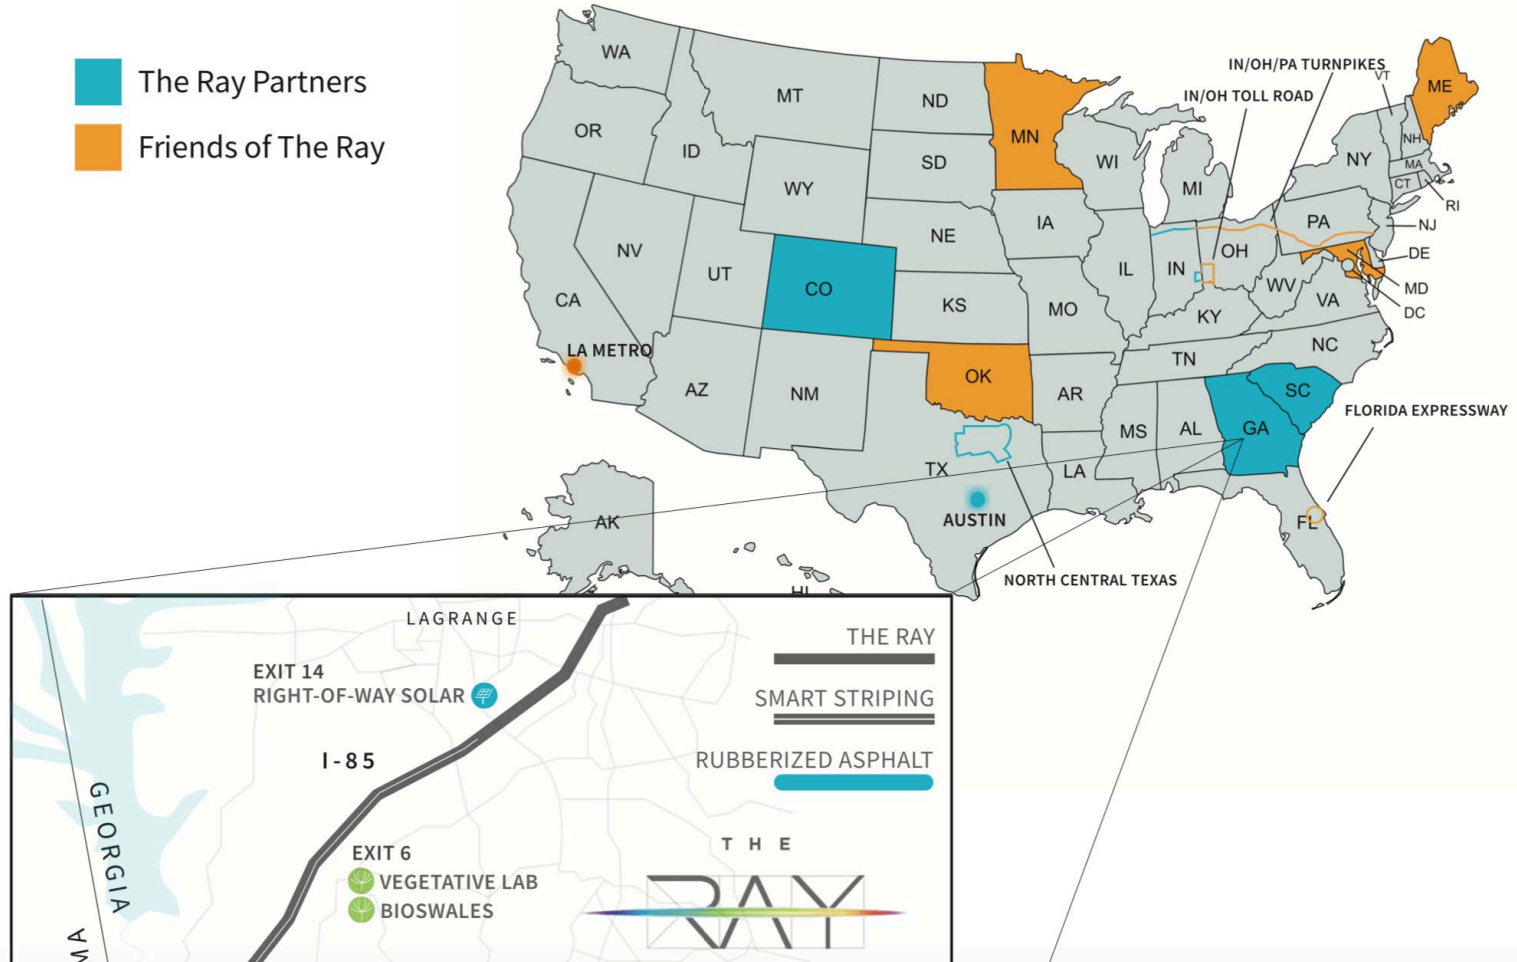 The Ray Partners
Friends of The Ray
WA
OR
CA
ID
NV
MT
WY
UT
CO
AZ
NM
ND
SD
NE
KS
OK
TX
MN
IA
MO
AR
LA
WI
IL
MI
IN
OH
KY
TN
MS
AL
GA
FL
SC
NC
VA
WV
PA
NY
VT
NH
MA
CT
RI
NJ
DE
MD
DC
ME
AK
HI
IN/OH/PA TURNPIKES
IN/OH TOLL ROAD
LA METRO
FLORIDA EXPRESSWAY
AUSTIN
NORTH CENTRAL TEXAS
LAGRANGE
EXIT 14
RIGHT-OF-WAY SOLAR
I-85
GEORGIA
EXIT 6
VEGETATIVE LAB
BIOSWALES
THE RAY
SMART STRIPING
RUBBERIZED ASPHALT
THE
RAY